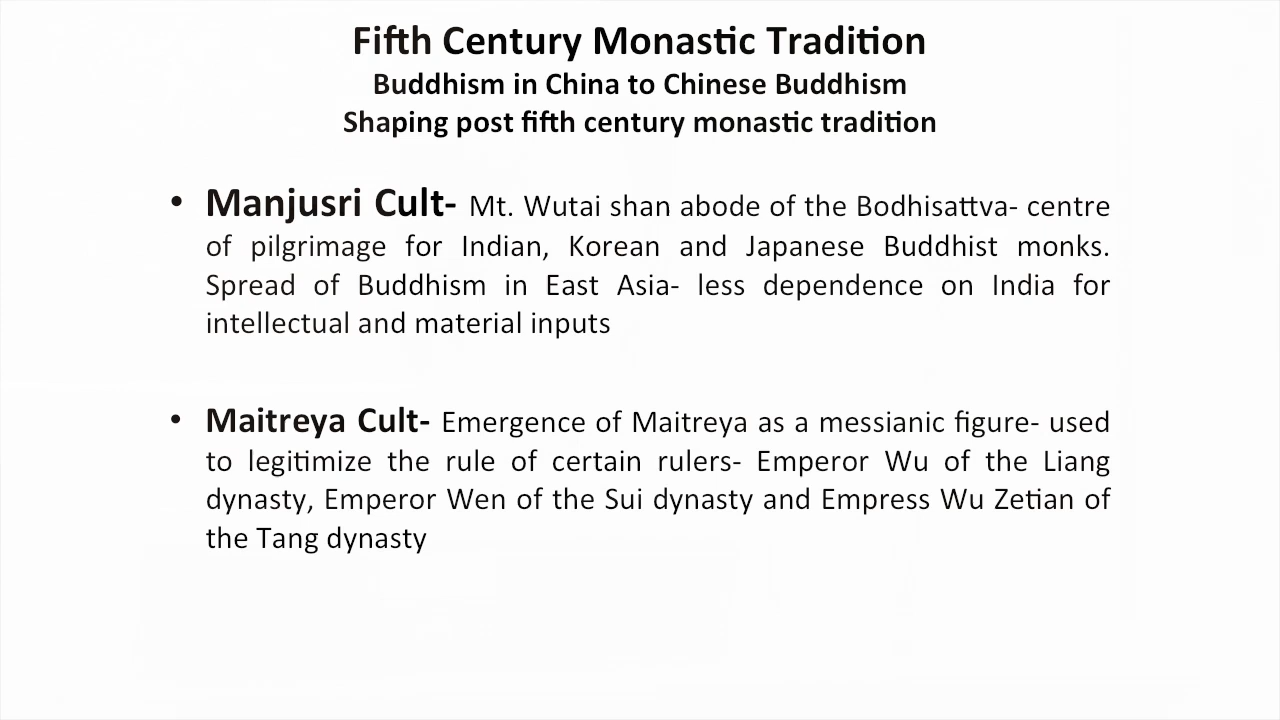 Fifth Century Monastic Tradition
Buddhism in China to Chinese Buddhism
Shaping post fifth century monastic tradition
• Manjusri Cult- Mt. Wutai shan abode of the Bodhisattva- centre
of pilgrimage for Indian, Korean and Japanese Buddhist monks.
Spread of Buddhism in East Asia- less dependence on India for
intellectual and material inputs
• Maitreya Cult- Emergence of Maitreya as a messianic figure- used
to legitimize the rule of certain rulers- Emperor Wu of the Liang
dynasty, Emperor Wen of the Sui dynasty and Empress Wu Zetian of
the Tang dynasty